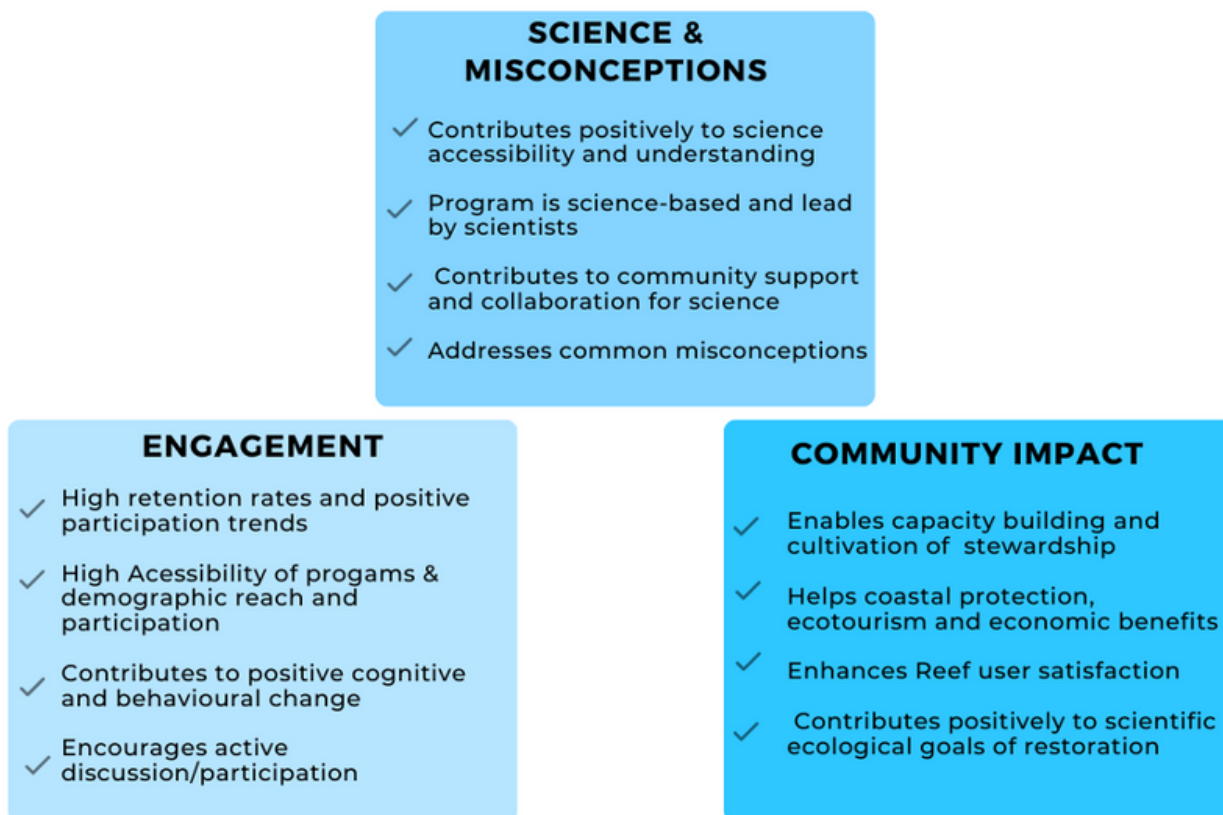 SCIENCE &
MISCONCEPTIONS
Contributes positively to science
accessibility and understanding
Program is science-based and lead
by scientists
Contributes to community support
and collaboration for science
Addresses common misconceptions
ENGAGEMENT
High retention rates and positive
participation trends
High Acessibility of progams &
demographic reach and
participation
Contributes to positive cognitive
and behavioural change
Encourages active
discussion/participation
COMMUNITY IMPACT
Enables capacity building and
cultivation of stewardship
Helps coastal protection,
ecotourism and economic benefits
Enhances Reef user satisfaction
Contributes positively to scientific
ecological goals of restoration